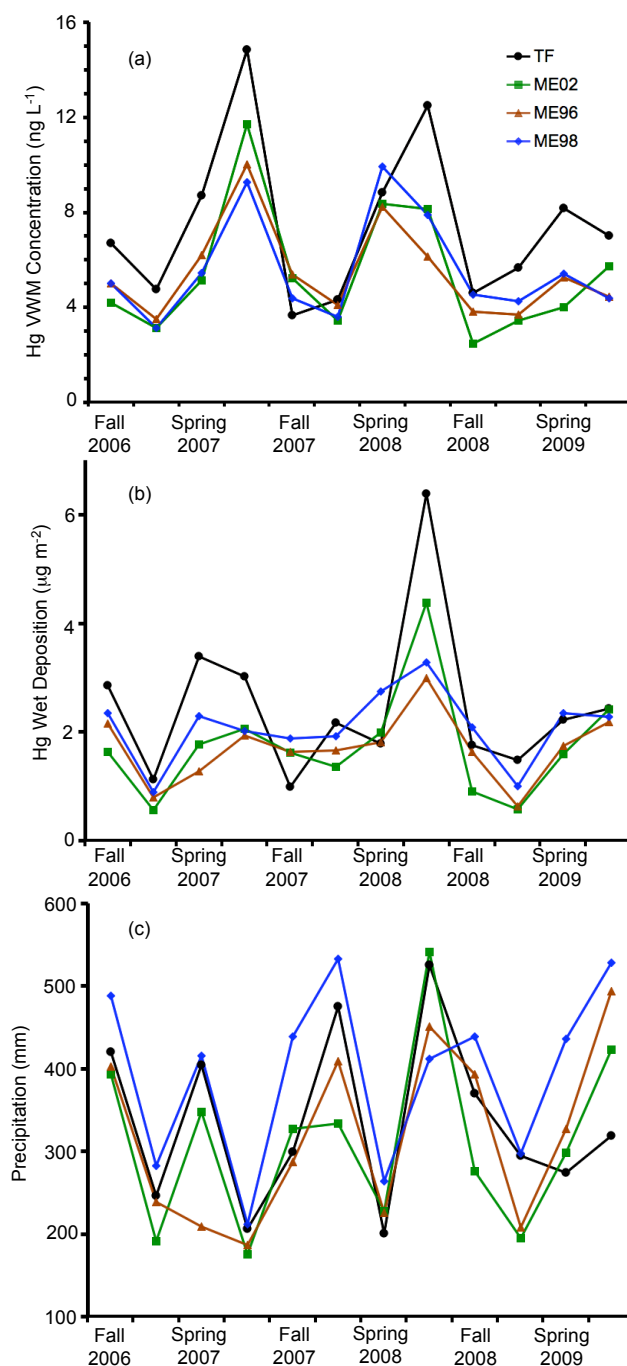 16
(a)
TF
ME02
ME96
ME98
12
8
4
0
Hg VWM Concentration (ng L-1)
Fall Spring Fall Spring Fall Spring
2006 2007 2007 2008 2008 2009
(b)
6
4
2
0
Hg Wet Deposition (µg m-2)
Fall Spring Fall Spring Fall Spring
2006 2007 2007 2008 2008 2009
600
(c)
500
400
300
200
100
Precipitation (mm)
Fall Spring Fall Spring Fall Spring
2006 2007 2007 2008 2008 2009